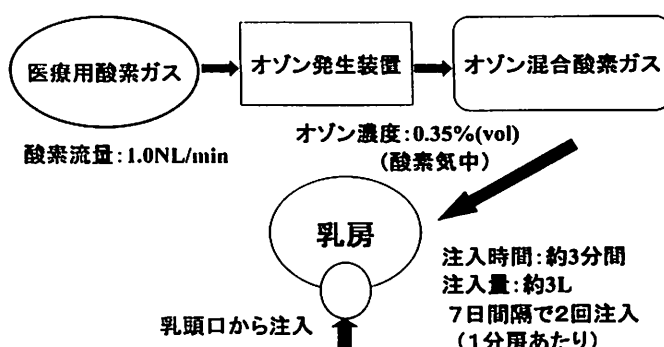 医療用酸素ガス
オゾン発生装置
オゾン混合酸素ガス
酸素流量:1.0NL/min
オゾン濃度:0.35%(vol)
(酸素気中)
乳房
注入時間:約3分間
注入量:約3L
7日間隔で2回注入
(1分房あたり)
乳頭口から注入